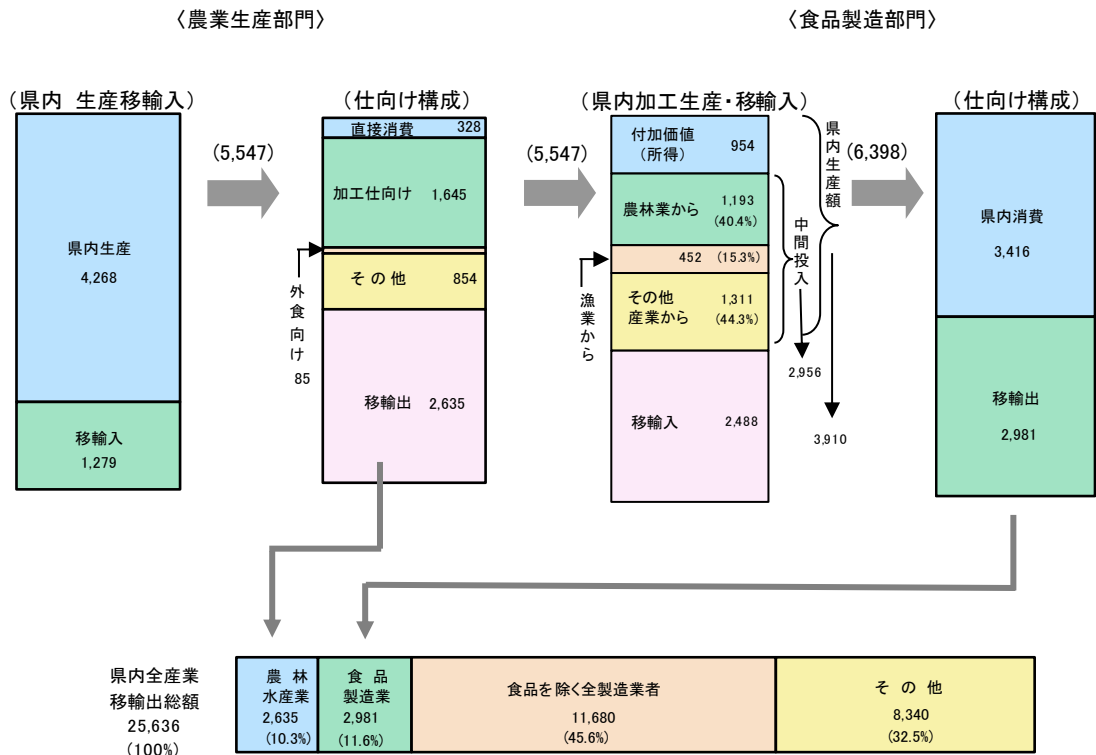 〈農業生産部門〉
〈食品製造部門〉
(県内 生産移輸入)
(仕向け構成)
(県内加工生産・移輸入)
(仕向け構成)
県内生産
4,268
移輸入
1,279
(5,547)
直接消費 328
加工仕向け 1,645
その他 854
移輸出 2,635
外食向け
85
(5,547)
付加価値
(所得)
954
農林業から
1,193
(40.4%)
452 (15.3%)
その他
産業から
1,311
(44.3%)
移輸入 2,488
漁業から
中間投入
2,956
県内生産額
3,910
(6,398)
県内消費
3,416
移輸出
2,981
県内全産業
移輸出総額
25,636
(100%)
農 林
水産業
2,635
(10.3%)
食 品
製造業
2,981
(11.6%)
食品を除く全製造業者
11,680
(45.6%)
そ の 他
8,340
(32.5%)